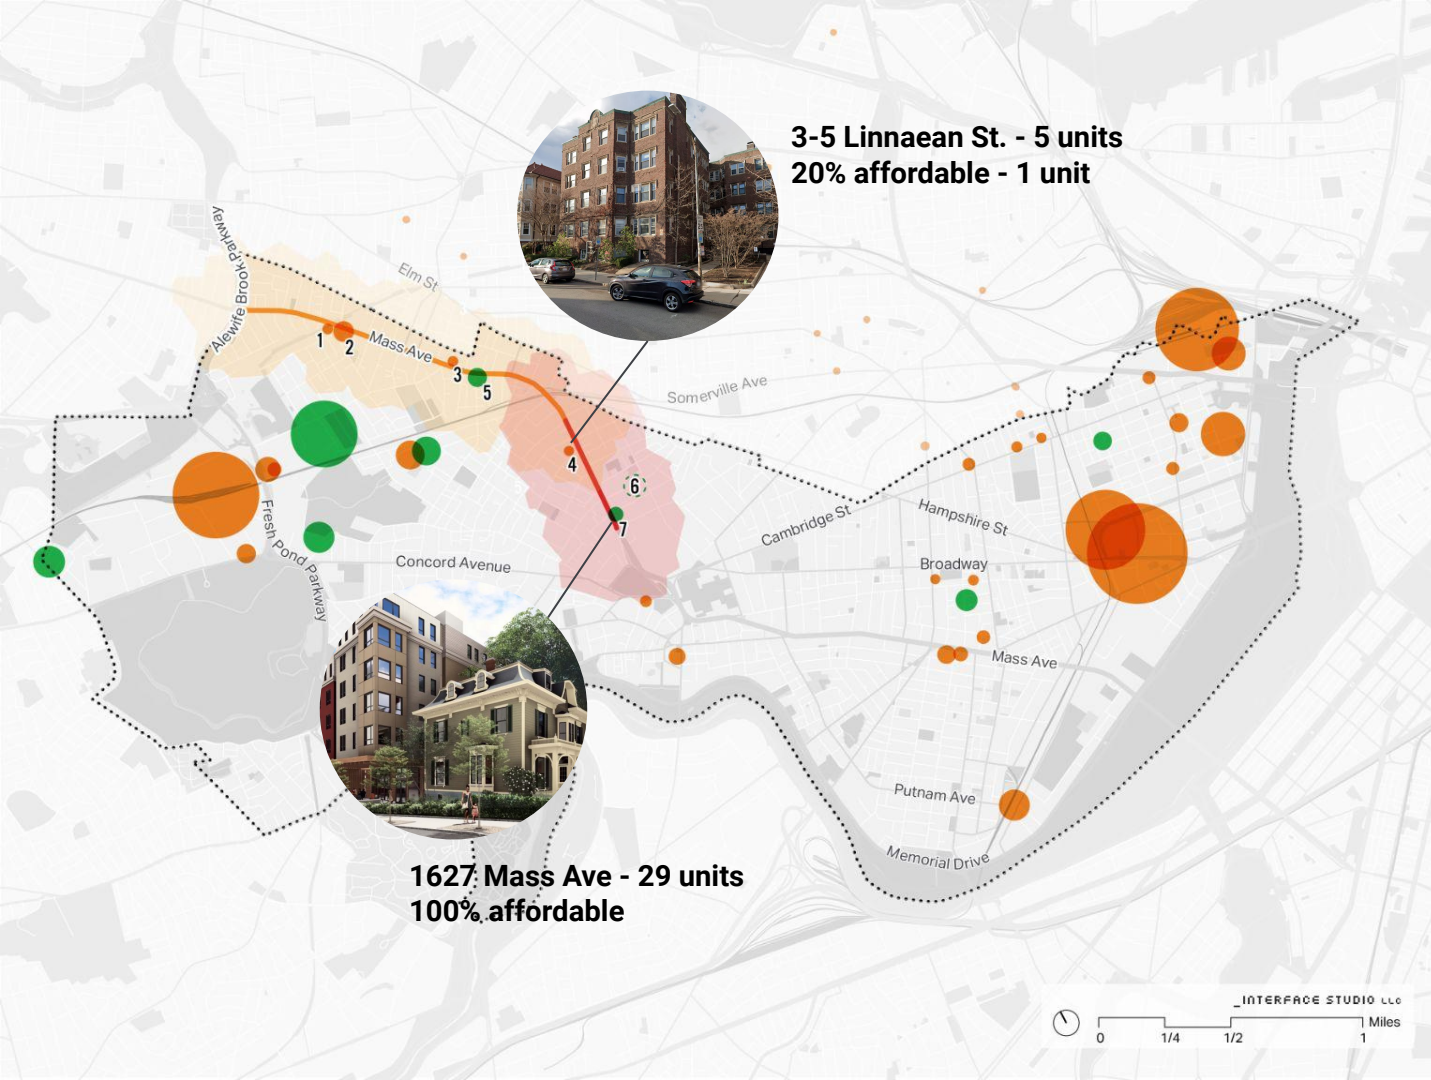 3-5 Linnaean St. - 5 units
20% affordable - 1 unit
Alewife Brook Parkway
Elm St
Mass Ave
1
2
3
5
4
6
7
Somerville Ave
Cambridge St
Hampshire St
Broadway
Fresh Pond Parkway
Concord Avenue
Mass Ave
Putnam Ave
Memorial Drive
1627 Mass Ave - 29 units
100% affordable
_INTERFACE STUDIO LLC
Miles
0 1/4 1/2 1